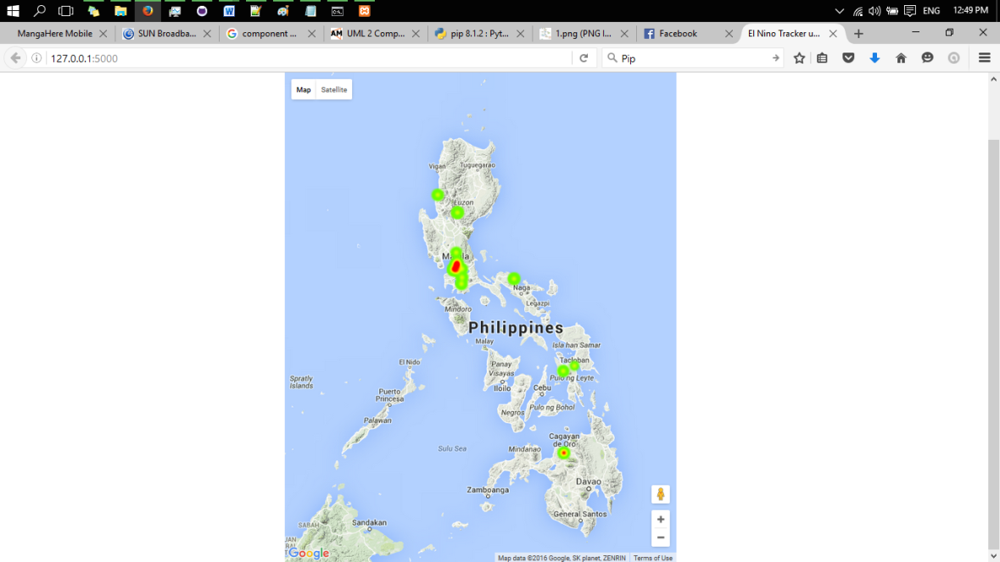 ENG 12:49 PM
MangaHere Mobile
SUN Broadba...
component ...
UML 2 Comp...
pip 8.1.2 : Pyt...
1.png (PNG I...
Facebook
El Nino Tracker u...
127.0.0.1:5000
Pip
Map Satellite
Vigan
Tuguegarao
Luzon
Naga
Legazpi
Mindoro
Philippines
Malay
Isla han Samar
El Nido
Tacloban
Panay
Visayas
Pulo ng Leyte
Spratly
Islands
Iloilo
Cebu
Puerto
Princesa
Negros
Pulo ng Bohol
Palawan
Cagayan
de Oro
Sulu Sea
Mindanao
Davao
Zamboanga
General Santos
SABAH
Sandakan
Google
Map data ©2016 Google, SK planet, ZENRIN
Terms of Use